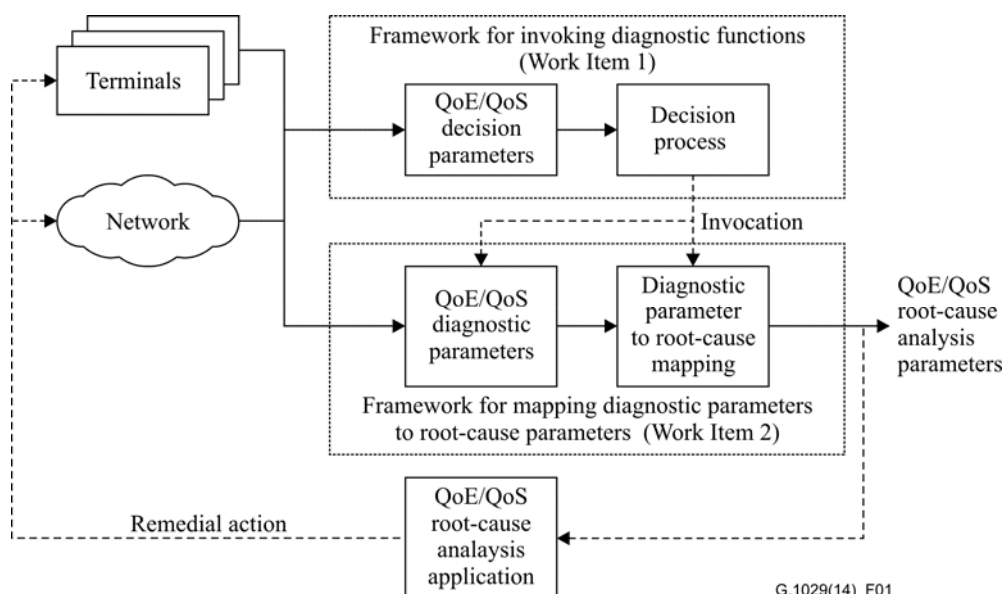 Terminals
Network
Framework for invoking diagnostic functions
(Work Item 1)
QoE/QoS
decision
parameters
Decision
process
Invocation
QoE/QoS
diagnostic
parameters
Diagnostic
parameter
to root-cause
mapping
QoE/QoS
root-cause
analysis
parameters
Framework for mapping diagnostic parameters
to root-cause parameters (Work Item 2)
Remedial action
QoE/QoS
root-cause
analaysis
application
G.1029(14)_F01